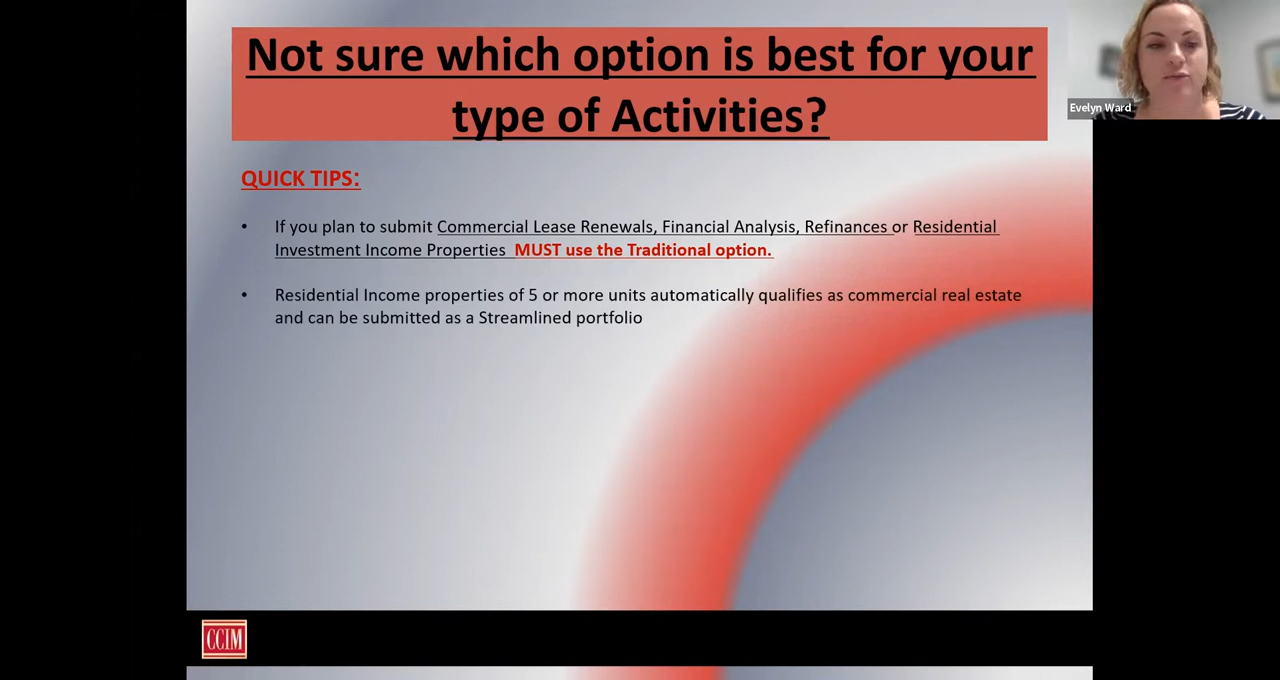 Not sure which option is best for your
type of Activities?
Evelyn Ward
QUICK TIPS:
• If you plan to submit Commercial Lease Renewals, Financial Analysis, Refinances or Residential
Investment Income Properties MUST use the Traditional option.
• Residential Income properties of 5 or more units automatically qualifies as commercial real estate
and can be submitted as a Streamlined portfolio
CCIM